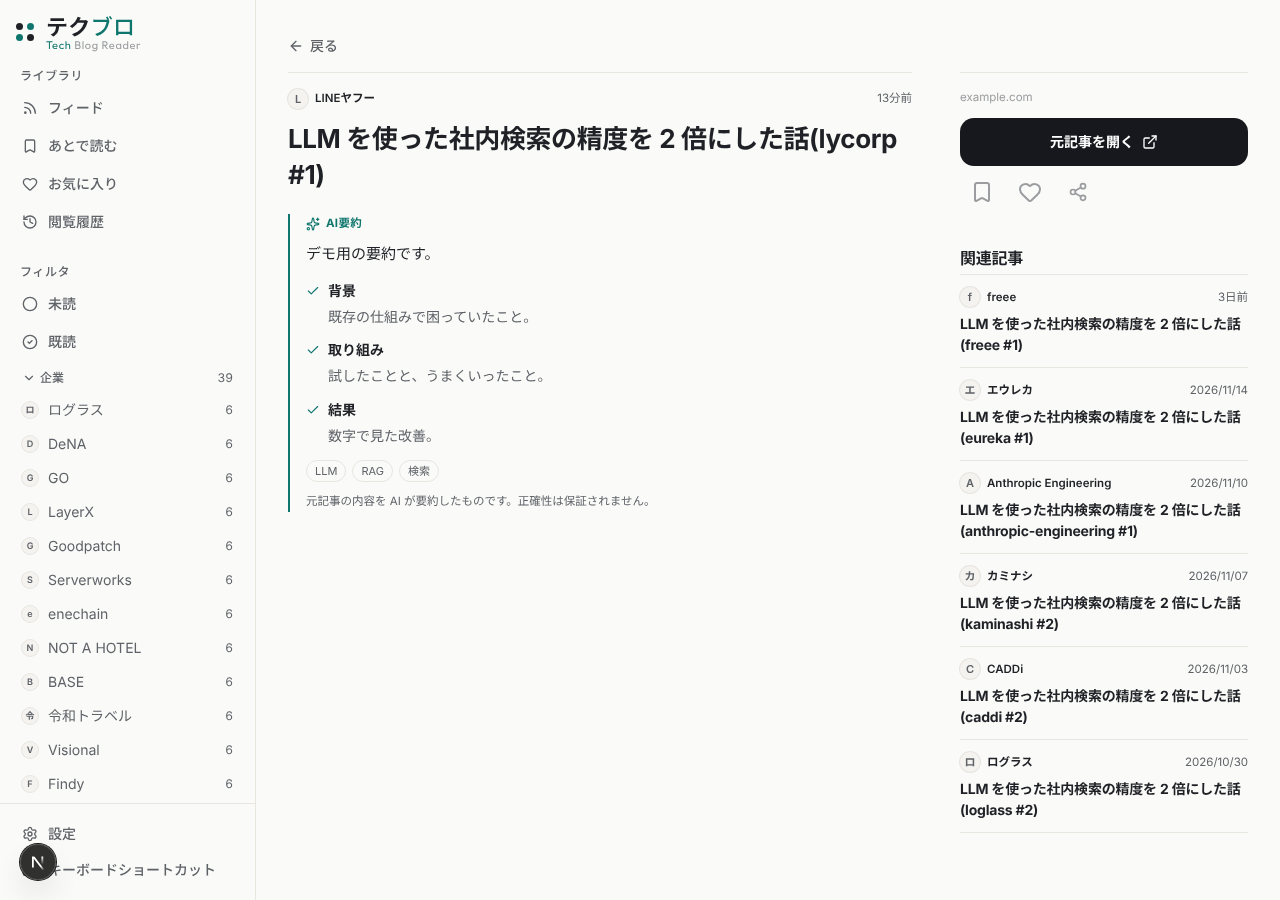 テクブロ
Tech Blog Reader
ライブラリ
フィード
あとで読む
お気に入り
閲覧履歴
フィルタ
未読
既読
企業 39
ロ ログラス 6
D DeNA 6
G GO 6
L LayerX 6
G Goodpatch 6
S Serverworks 6
e enechain 6
N NOT A HOTEL 6
B BASE 6
令 令和トラベル 6
V Visional 6
F Findy 6
設定
N
キーボードショートカット
戻る
L LINEヤフー 13分前
LLM を使った社内検索の精度を 2 倍にした話(lycorp
#1)
AI要約
デモ用の要約です。
背景
既存の仕組みで困っていたこと。
取り組み
試したことと、うまくいったこと。
結果
数字で見た改善。
LLM RAG 検索
元記事の内容を AI が要約したものです。正確性は保証されません。
example.com
元記事を開く
関連記事
f freee 3日前
LLM を使った社内検索の精度を 2 倍にした話
(freee #1)
エ エウレカ 2026/11/14
LLM を使った社内検索の精度を 2 倍にした話
(eureka #1)
A Anthropic Engineering 2026/11/10
LLM を使った社内検索の精度を 2 倍にした話
(anthropic-engineering #1)
カ カミナシ 2026/11/07
LLM を使った社内検索の精度を 2 倍にした話
(kaminashi #2)
C CADDi 2026/11/03
LLM を使った社内検索の精度を 2 倍にした話
(caddi #2)
ロ ログラス 2026/10/30
LLM を使った社内検索の精度を 2 倍にした話
(loglass #2)